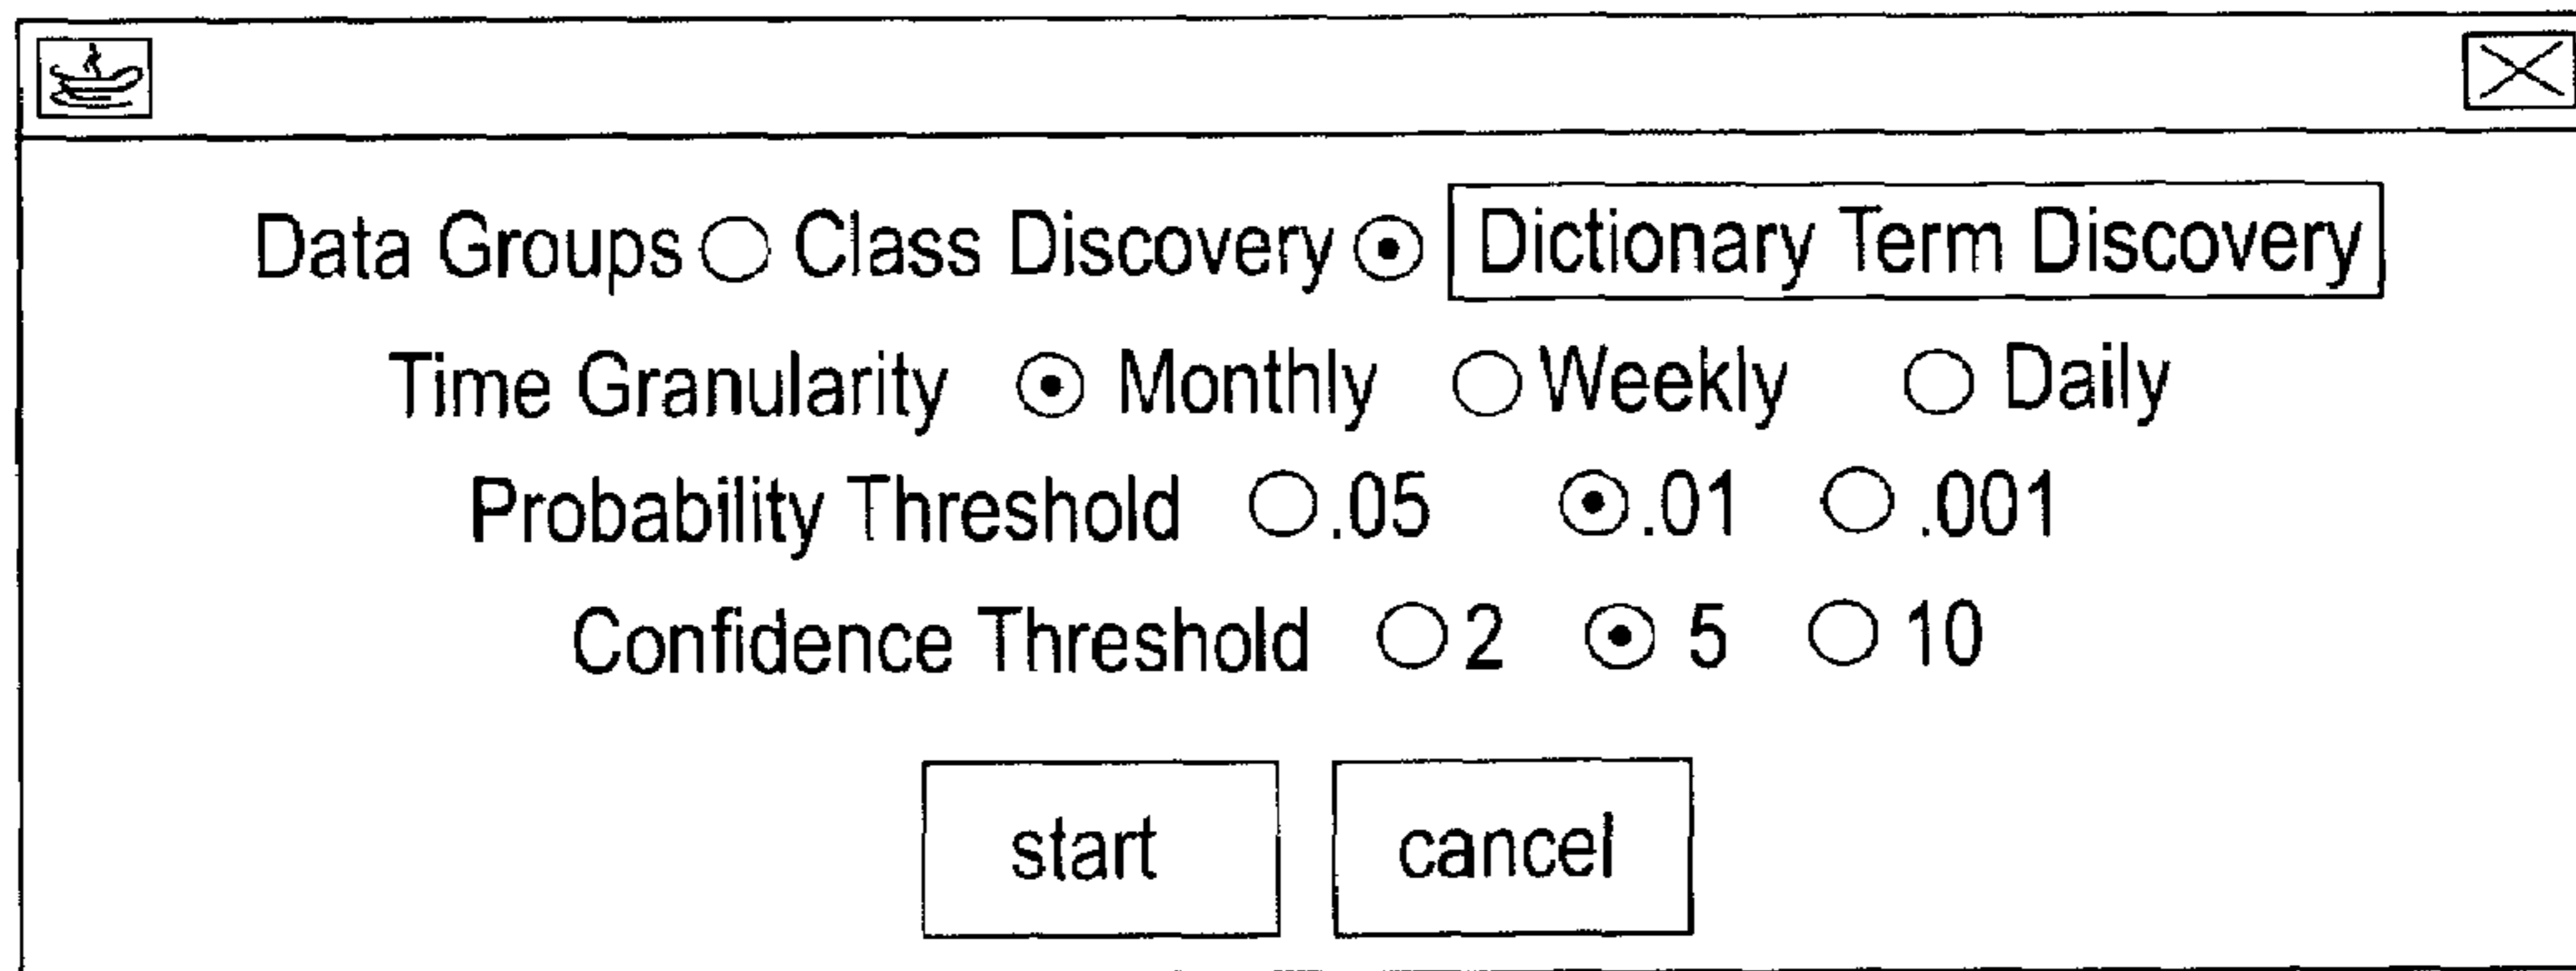 Data Groups Class Discovery Dictionary Term Discovery
Time Granularity Monthly Weekly Daily
Probability Threshold .05 .01 .001
Confidence Threshold 2 5 10
start cancel